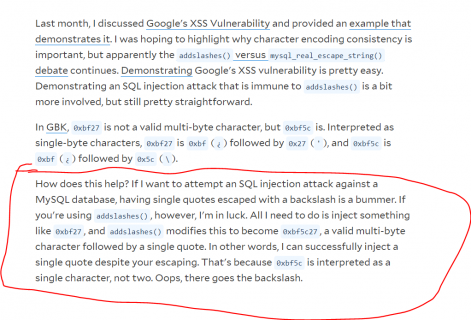 Last month, I discussed Google's XSS Vulnerability and provided an example that
demonstrates it. I was hoping to highlight why character encoding consistency is
important, but apparently the addslashes() versus mysql_real_escape_string()
debate continues. Demonstrating Google's XSS vulnerability is pretty easy.
Demonstrating an SQL injection attack that is immune to addslashes() is a bit
more involved, but still pretty straightforward.
In GBK, 0xbf27 is not a valid multi-byte character, but 0xbf5c is. Interpreted as
single-byte characters, 0xbf27 is 0xbf (¿) followed by 0x27 ('), and 0xbf5c is
0xbf (¿) followed by 0x5c (\).
How does this help? If I want to attempt an SQL injection attack against a
MySQL database, having single quotes escaped with a backslash is a bummer. If
you're using addslashes(), however, I'm in luck. All I need to do is inject something
like 0xbf27, and addslashes() modifies this to become 0xbf5c27, a valid multi-byte
character followed by a single quote. In other words, I can successfully inject a
single quote despite your escaping. That's because 0xbf5c is interpreted as a
single character, not two. Oops, there goes the backslash.